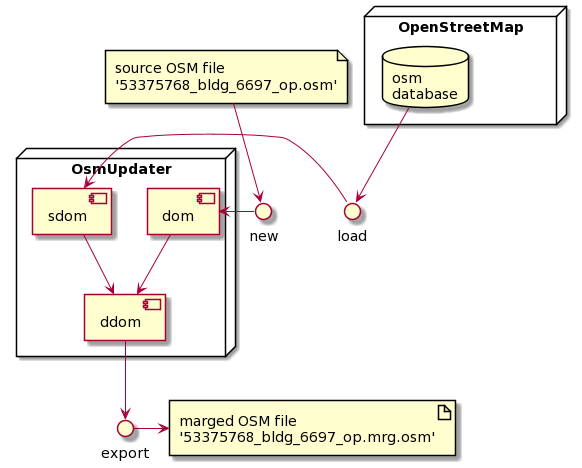 OpenStreetMap
osm
database
source OSM file
'53375768_bldg_6697_op.osm'
OsmUpdater
sdom
dom
new
load
ddom
export
marged OSM file
'53375768_bldg_6697_op.mrg.osm'